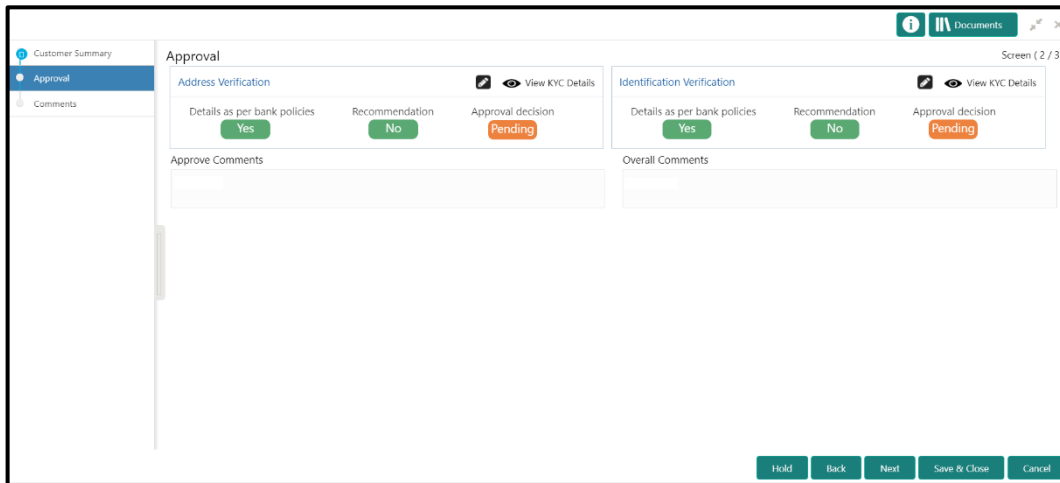 Documents
Customer Summary
Approval
Comments
Approval
Screen ( 2 / 3
Address Verification
View KYC Details
Details as per bank policies Recommendation Approval decision
Yes No Pending
Identification Verification
View KYC Details
Details as per bank policies Recommendation Approval decision
Yes No Pending
Approve Comments
Overall Comments
Hold Back Next Save & Close Cancel